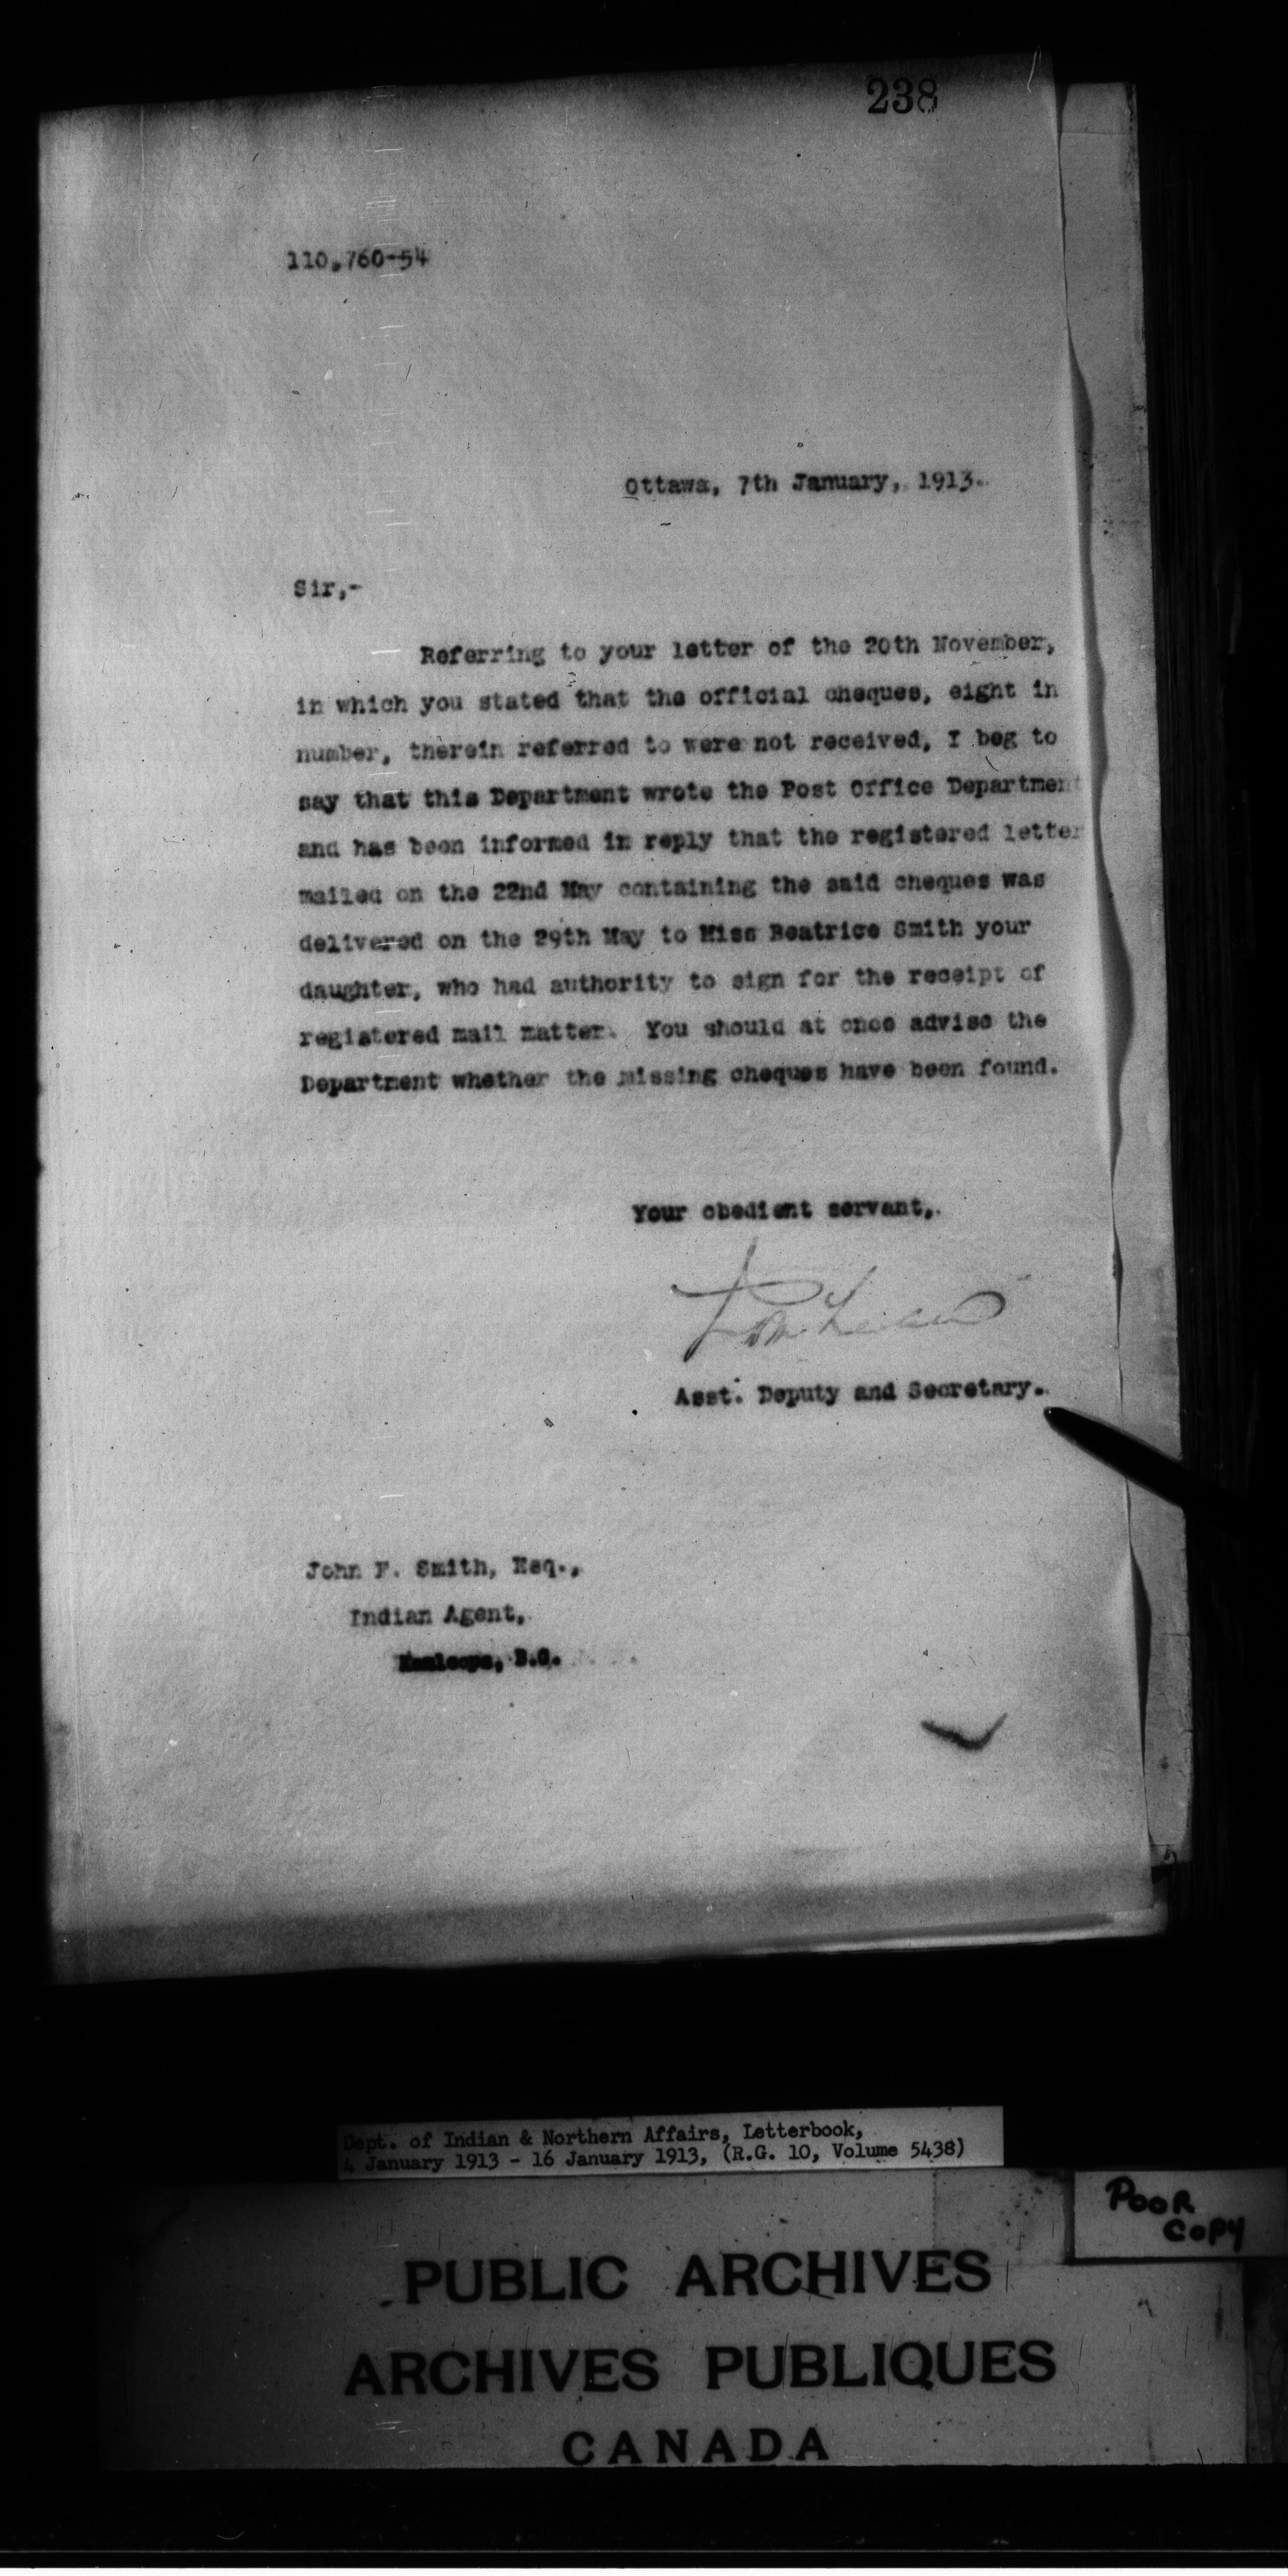 238
110,760-54
Ottawa, 7th January, 1913.
Sir,-
Referring to your letter of the 20th November,
in which you stated that the official cheques, eight in
number, therein referred to were not received, I beg to
say that this Department wrote the Post Office Department
and has been informed in reply that the registered letter
mailed on the 22nd May containing the said cheques was
delivered on the 29th May to Miss Beatrice Smith your
daughter, who had authority to sign for the receipt of
registered mail matter. You should at once advise the
Department whether the missing cheques have been found.
Your obedient servant,
Asst. Deputy and Secretary.
John F. Smith, Esq.,
Indian Agent,
Kamloops, B.C.
Dept. of Indian & Northern Affairs, Letterbook,
4 January 1913 - 16 January 1913, (R.G. 10, Volume 5438)
POOR
COPY
PUBLIC ARCHIVES
ARCHIVES PUBLIQUES
CANADA